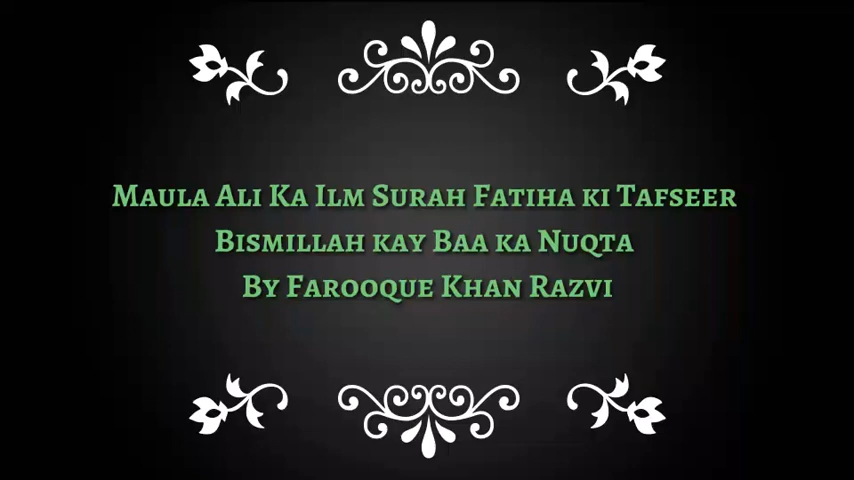 Maula Ali Ka Ilm Surah Fatiha ki Tafseer
Bismillah kay Baa ka Nuqta
By Farooque Khan Razvi